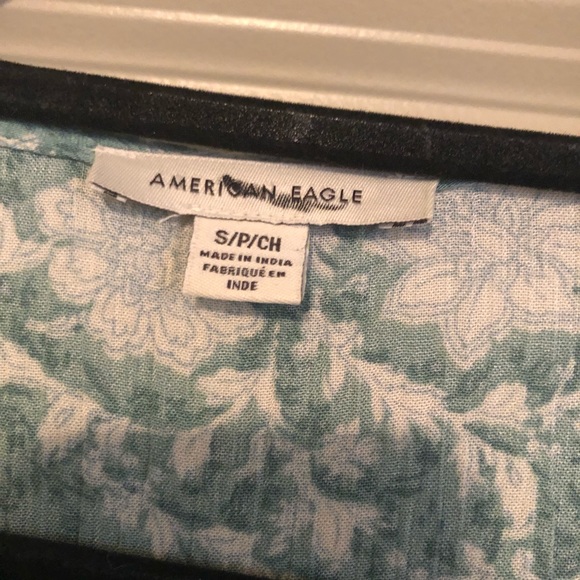 AMERICAN EAGLE
S/P/CH
MADE IN INDIA
FABRIQUÉ EN
INDE